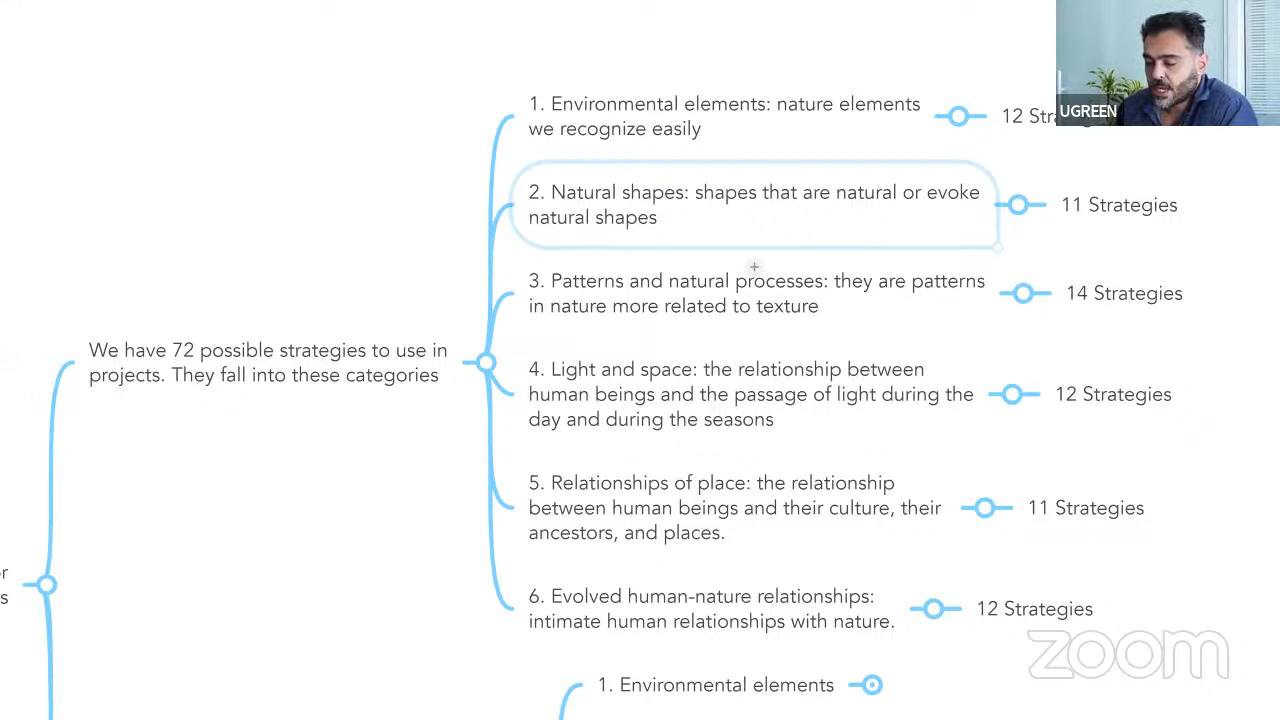 1. Environmental elements: nature elements
we recognize easily
12
UGREEN
2. Natural shapes: shapes that are natural or evoke
natural shapes
11 Strategies
3. Patterns and natural processes: they are patterns
in nature more related to texture
14 Strategies
We have 72 possible strategies to use in
projects. They fall into these categories
4. Light and space: the relationship between
human beings and the passage of light during the
day and during the seasons
12 Strategies
5. Relationships of place: the relationship
between human beings and their culture, their
ancestors, and places.
11 Strategies
6. Evolved human-nature relationships:
intimate human relationships with nature.
12 Strategies
zoom
1. Environmental elements